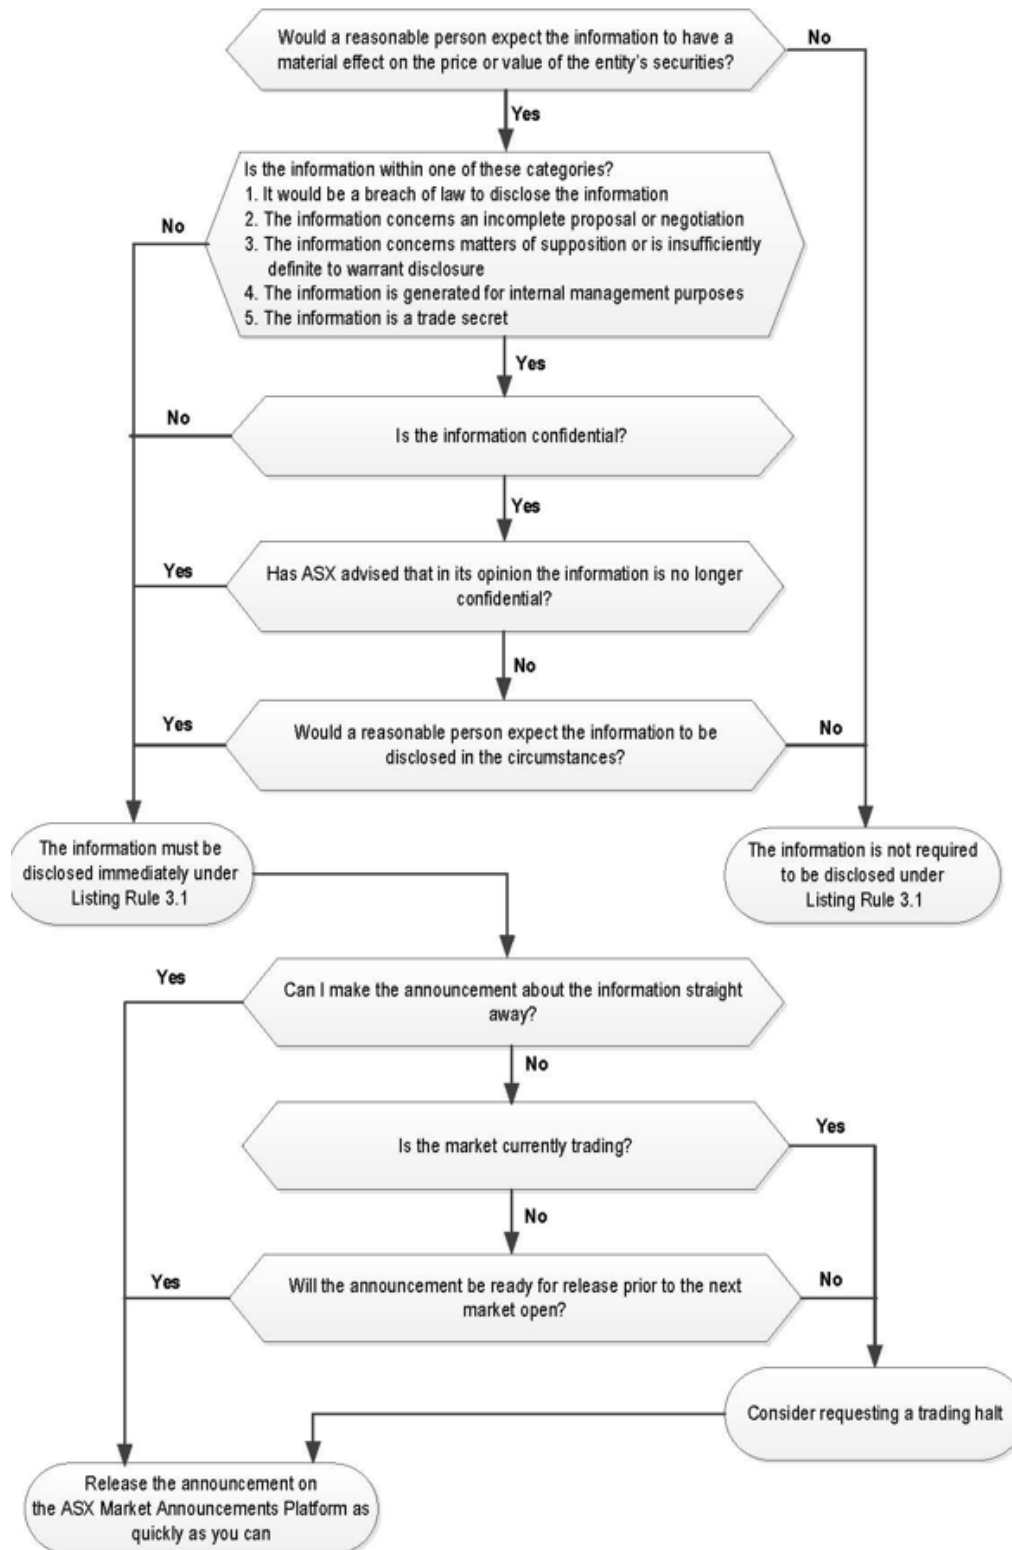 Would a reasonable person expect the information to have a
material effect on the price or value of the entity's securities?
No
Yes
Is the information within one of these categories?
1. It would be a breach of law to disclose the information
2. The information concerns an incomplete proposal or negotiation
3. The information concerns matters of supposition or is insufficiently
definite to warrant disclosure
4. The information is generated for internal management purposes
5. The information is a trade secret
No
Yes
No
Is the information confidential?
Yes
Yes
Has ASX advised that in its opinion the information is no longer
confidential?
No
Yes
Would a reasonable person expect the information to be
disclosed in the circumstances?
No
The information must be
disclosed immediately under
Listing Rule 3.1
The information is not required
to be disclosed under
Listing Rule 3.1
Yes
Can I make the announcement about the information straight
away?
No
Is the market currently trading?
Yes
No
Yes
Will the announcement be ready for release prior to the next
market open?
No
Consider requesting a trading halt
Release the announcement on
the ASX Market Announcements Platform as
quickly as you can